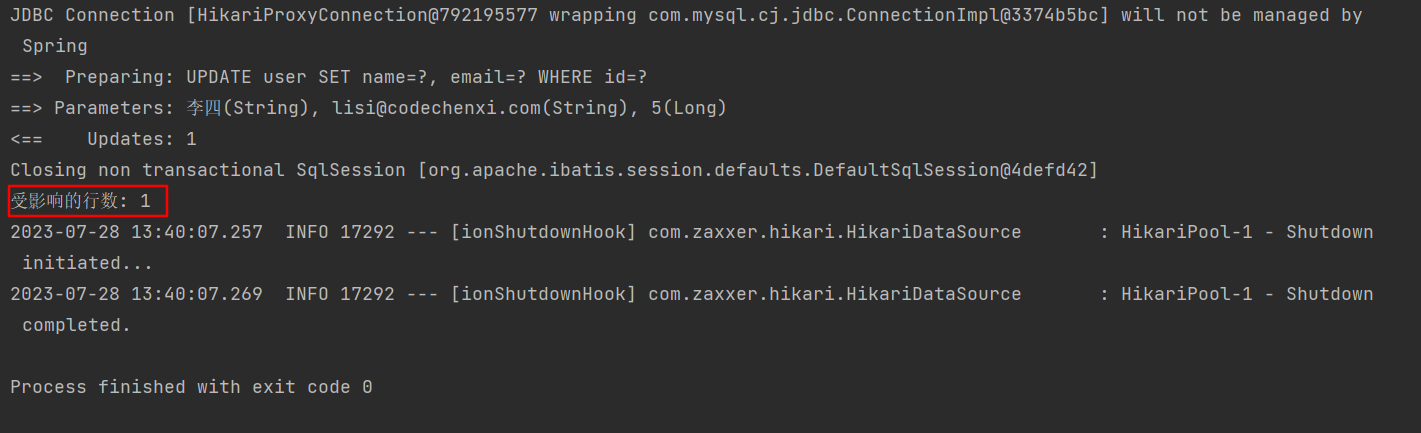 JDBC Connection [HikariProxyConnection@792195577 wrapping com.mysql.cj.jdbc.ConnectionImpl@3374b5bc] will not be managed by
 Spring
==>  Preparing: UPDATE user SET name=?, email=? WHERE id=?
==> Parameters: 李四(String), lisi@codechenxi.com(String), 5(Long)
<==    Updates: 1
Closing non transactional SqlSession [org.apache.ibatis.session.defaults.DefaultSqlSession@4defd42]
受影响的行数: 1
2023-07-28 13:40:07.257  INFO 17292 --- [ionShutdownHook] com.zaxxer.hikari.HikariDataSource       : HikariPool-1 - Shutdown
 initiated...
2023-07-28 13:40:07.269  INFO 17292 --- [ionShutdownHook] com.zaxxer.hikari.HikariDataSource       : HikariPool-1 - Shutdown
 completed.
Process finished with exit code 0